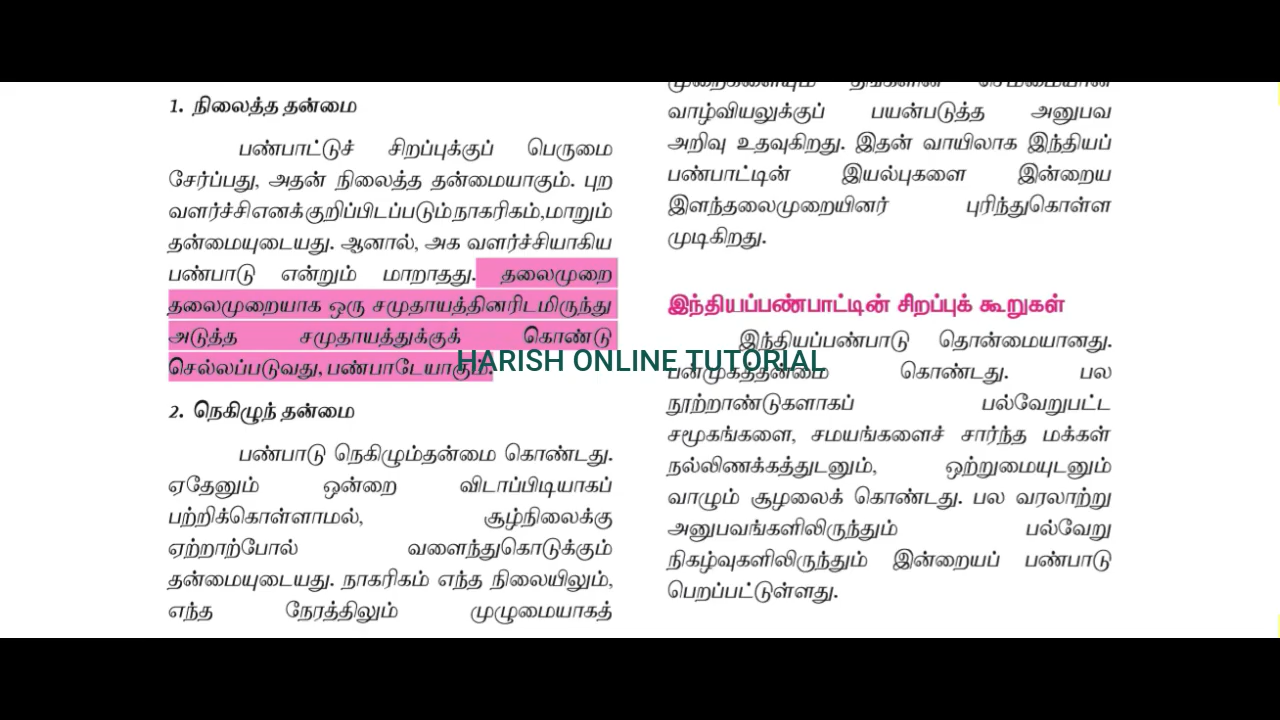 1. நிலைத்த தன்மை
பண்பாட்டுச் சிறப்புக்குப் பெருமை
சேர்ப்பது, அதன் நிலைத்த தன்மையாகும். புற
வளர்ச்சிஎனக்குறிப்பிடப்படும்நாகரிகம்,மாறும்
தன்மையுடையது. ஆனால், அக வளர்ச்சியாகிய
பண்பாடு என்றும் மாறாதது. தலைமுறை
தலைமுறையாக ஒரு சமுதாயத்தினரிடமிருந்து
அடுத்த சமுதாயத்துக்குக் கொண்டு
செல்லப்படுவது, பண்பாடேயாகும்.
2. நெகிழுந் தன்மை
பண்பாடு நெகிழும்தன்மை கொண்டது.
ஏதேனும் ஒன்றை விடாப்பிடியாகப்
பற்றிக்கொள்ளாமல், சூழ்நிலைக்கு
ஏற்றாற்போல் வளைந்துகொடுக்கும்
தன்மையுடையது. நாகரிகம் எந்த நிலையிலும்,
எந்த நேரத்திலும் முழுமையாகத்
முறைகளையும் தங்களின் செம்மையான
வாழ்வியலுக்குப் பயன்படுத்த அனுபவ
அறிவு உதவுகிறது. இதன் வாயிலாக இந்தியப்
பண்பாட்டின் இயல்புகளை இன்றைய
இளந்தலைமுறையினர் புரிந்துகொள்ள
முடிகிறது.
இந்தியப்பண்பாட்டின் சிறப்புக் கூறுகள்
இந்தியப்பண்பாடு தொன்மையானது.
பன்முகத்தன்மை கொண்டது. பல
நூற்றாண்டுகளாகப் பல்வேறுபட்ட
சமூகங்களை, சமயங்களைச் சார்ந்த மக்கள்
நல்லிணக்கத்துடனும், ஒற்றுமையுடனும்
வாழும் சூழலைக் கொண்டது. பல வரலாற்று
அனுபவங்களிலிருந்தும் பல்வேறு
நிகழ்வுகளிலிருந்தும் இன்றையப் பண்பாடு
பெறப்பட்டுள்ளது.
HARISH ONLINE TUTORIAL